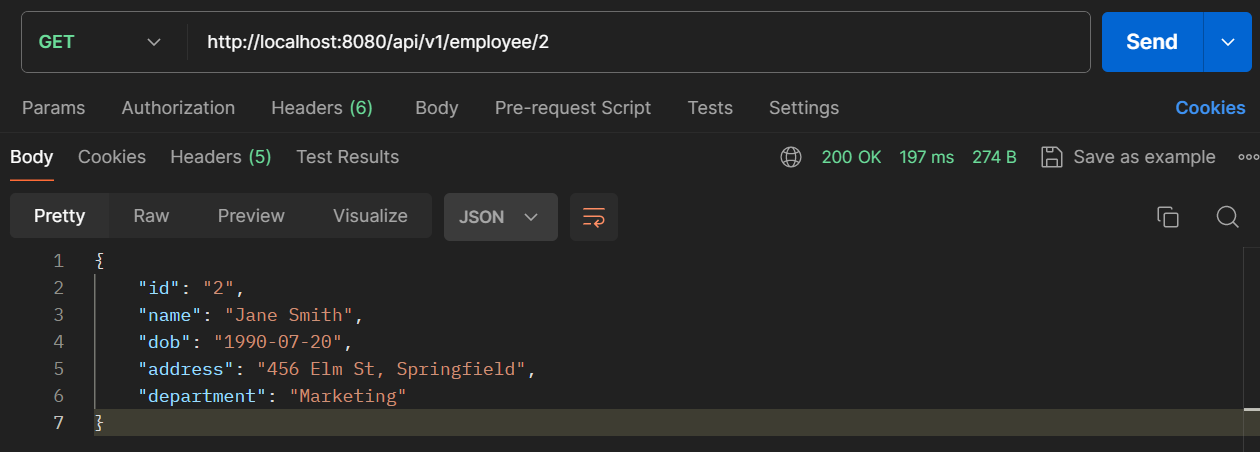 GET http://localhost:8080/api/v1/employee/2 Send
Params Authorization Headers (6) Body Pre-request Script Tests Settings Cookies
Body Cookies Headers (5) Test Results 200 OK 197 ms 274 B Save as example
Pretty Raw Preview Visualize JSON
1 {
2 "id": "2",
3 "name": "Jane Smith",
4 "dob": "1990-07-20",
5 "address": "456 Elm St, Springfield",
6 "department": "Marketing"
7 }